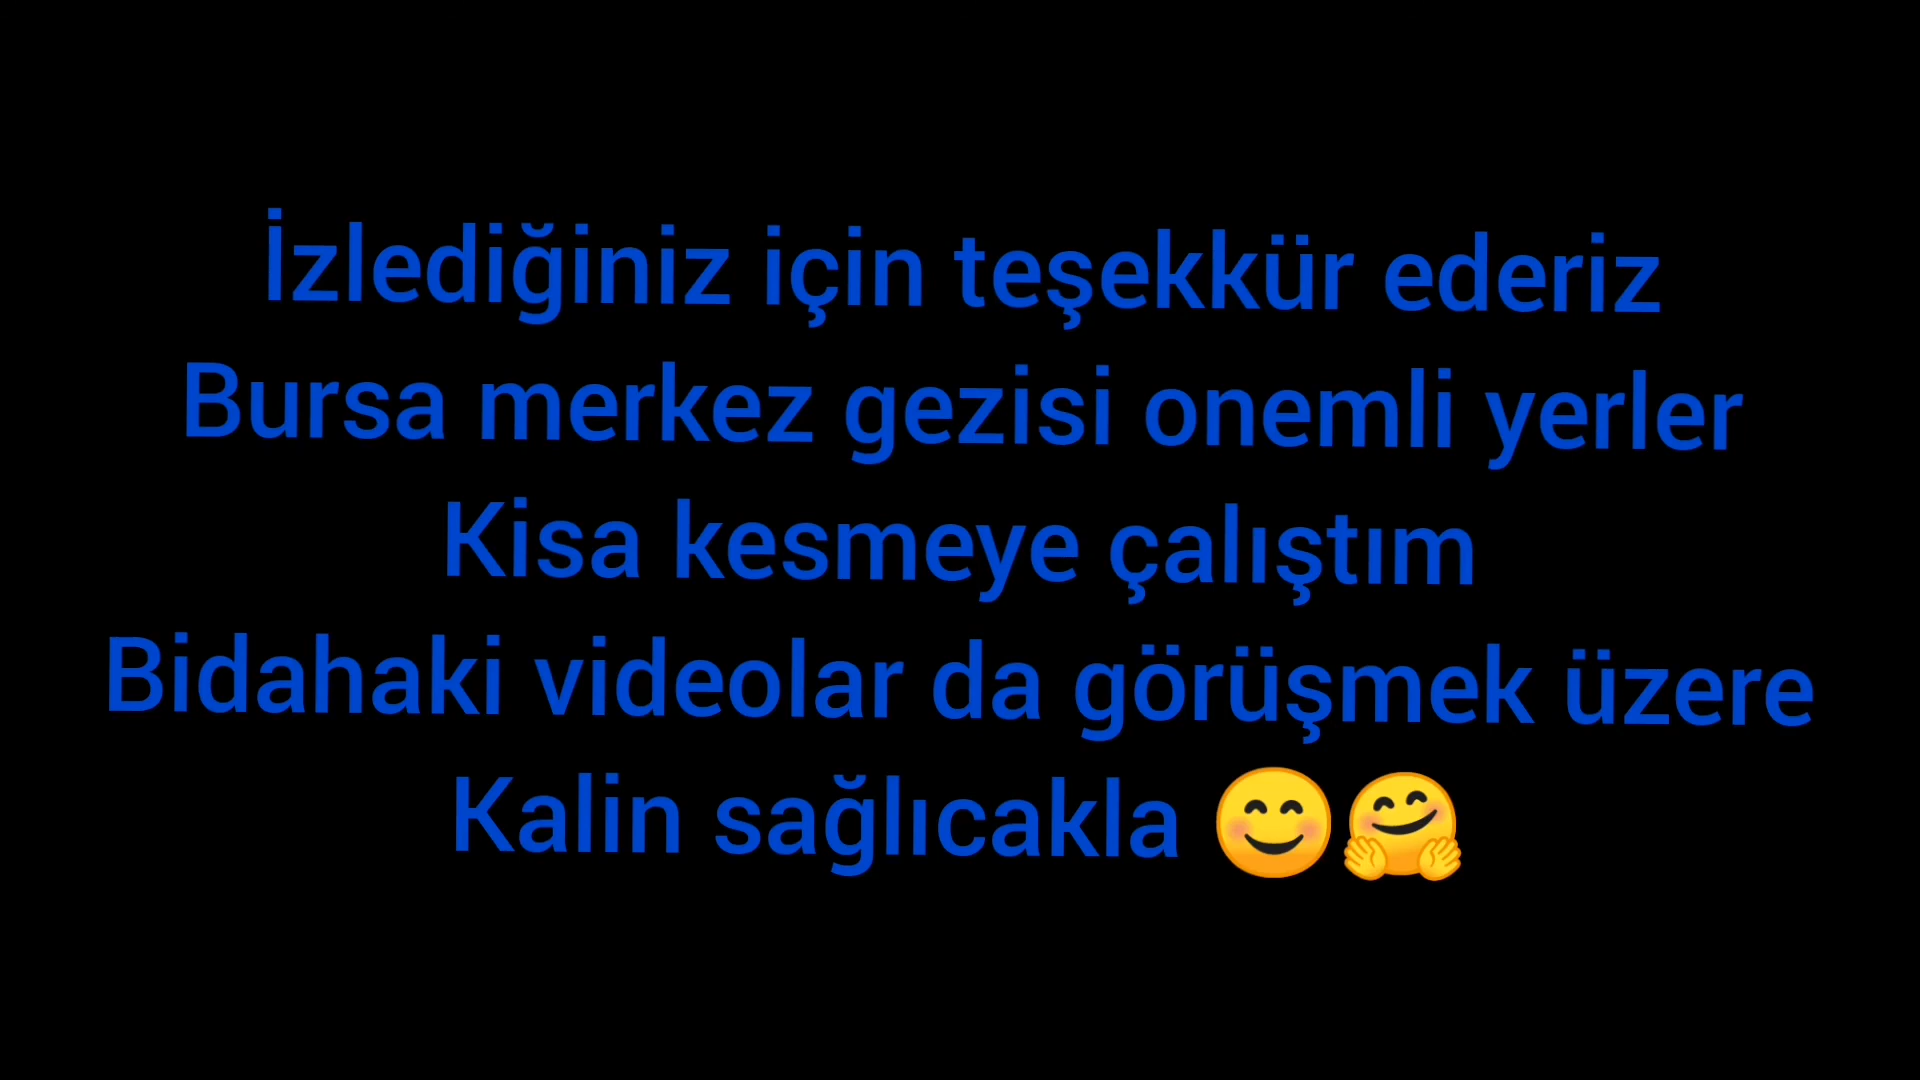 İzlediğiniz için teşekkür ederiz
Bursa merkez gezisi onemli yerler
Kisa kesmeye çalıştım
Bidahaki videolar da görüşmek üzere
Kalin sağlıcakla 😊🤗